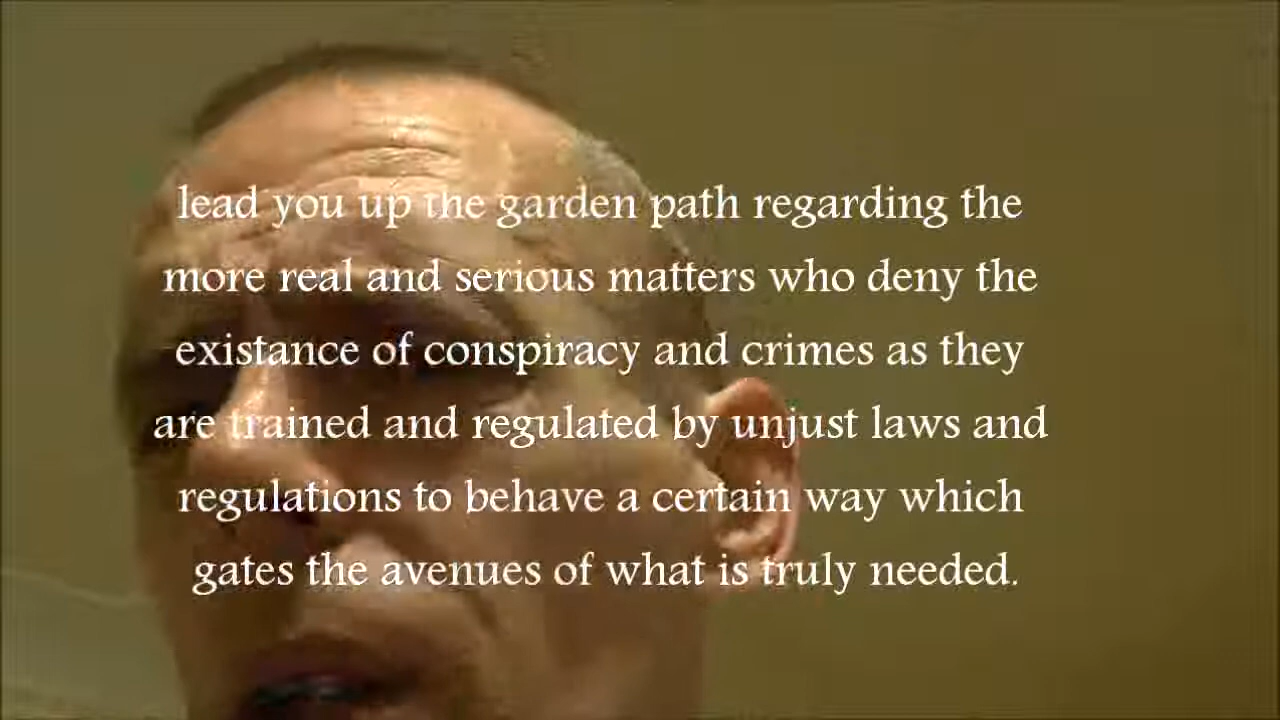 lead you up the garden path regarding the
more real and serious matters who deny the
existance of conspiracy and crimes as they
are trained and regulated by unjust laws and
regulations to behave a certain way which
gates the avenues of what is truly needed.